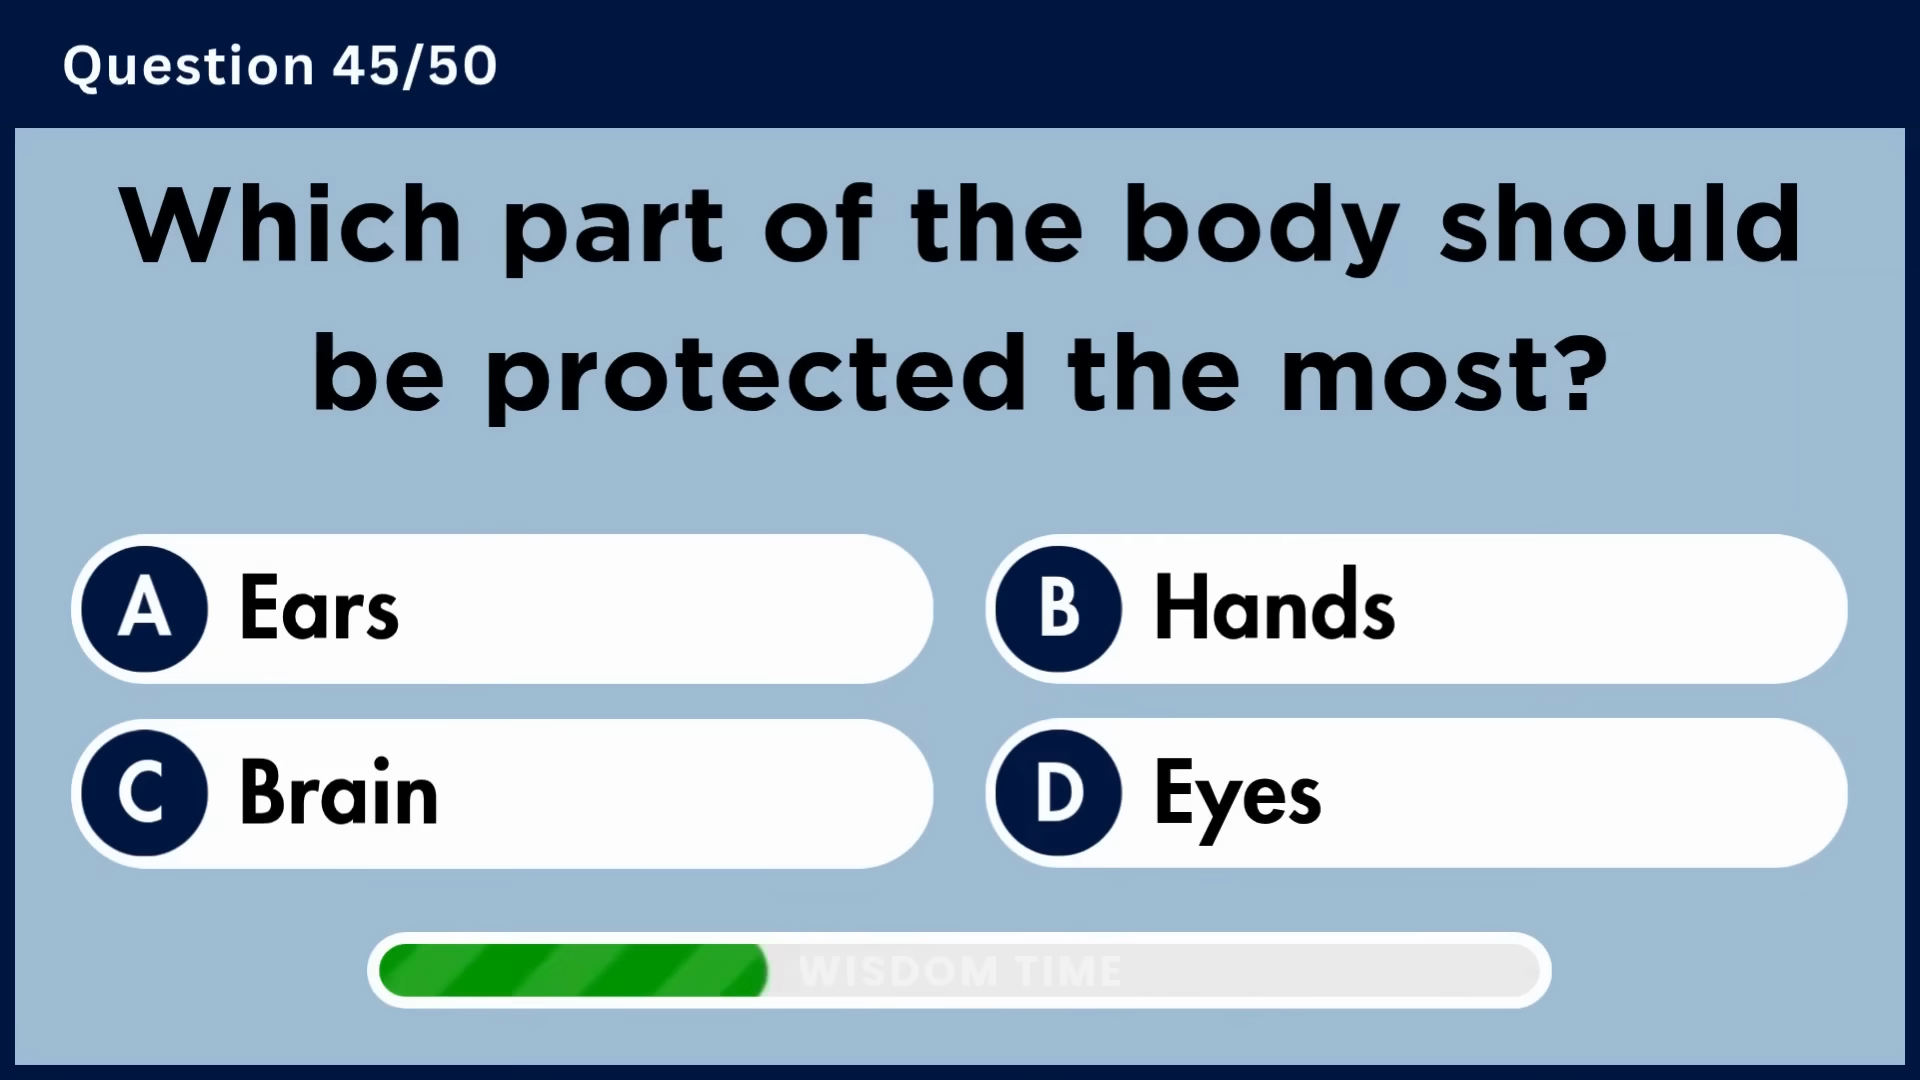 Question 45/50
Which part of the body should
be protected the most?
A Ears
B Hands
C Brain
D Eyes
WISDOM TIME